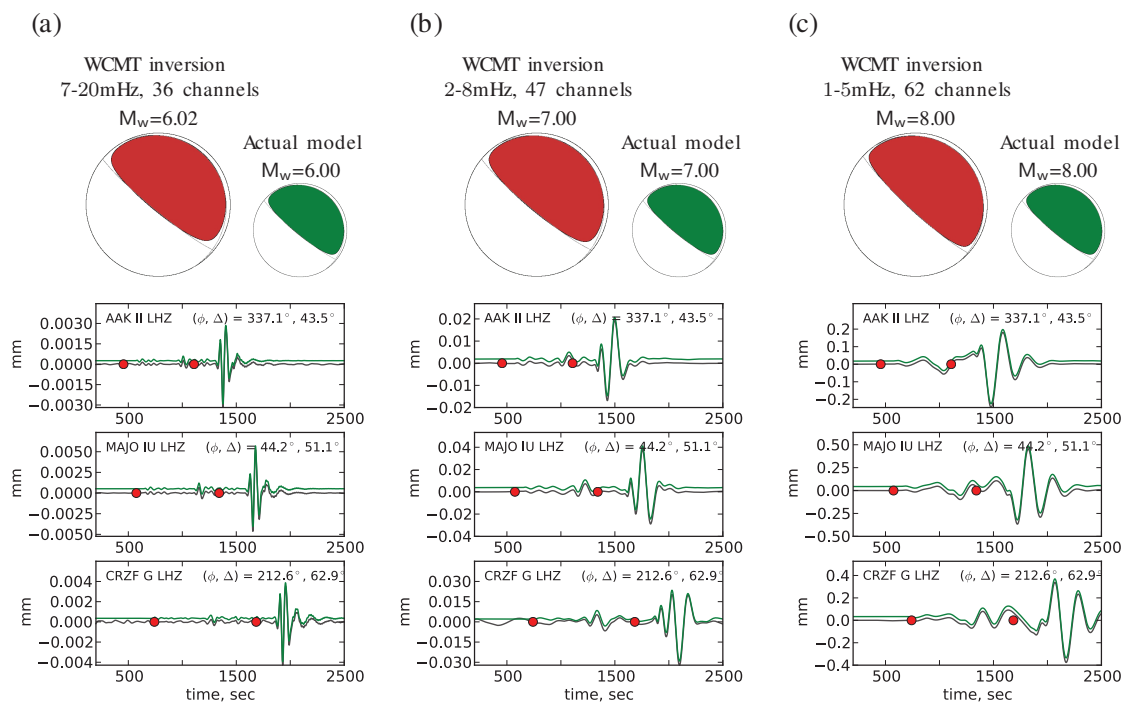 (a)
WCMT inversion
7-20mHz, 36 channels
Mw=6.02
Actual model
Mw=6.00
mm
0.0030
0.0015
0.0000
−0.0015
−0.0030
AAK II LHZ (ϕ, Δ) = 337.1°, 43.5°
500 1500 2500
mm
0.0050
0.0025
0.0000
−0.0025
−0.0050
MAJO IU LHZ (ϕ, Δ) = 44.2°, 51.1°
500 1500 2500
mm
0.004
0.002
0.000
−0.002
−0.004
CRZF G LHZ (ϕ, Δ) = 212.6°, 62.9°
500 1500 2500
time, sec
(b)
WCMT inversion
2-8mHz, 47 channels
Mw=7.00
Actual model
Mw=7.00
0.02
0.01
0.00
−0.01
−0.02
AAK II LHZ (ϕ, Δ) = 337.1°, 43.5°
500 1500 2500
0.04
0.02
0.00
−0.02
−0.04
MAJO IU LHZ (ϕ, Δ) = 44.2°, 51.1°
500 1500 2500
0.030
0.015
0.000
−0.015
−0.030
CRZF G LHZ (ϕ, Δ) = 212.6°, 62.9°
500 1500 2500
time, sec
(c)
WCMT inversion
1-5mHz, 62 channels
Mw=8.00
Actual model
Mw=8.00
mm
0.2
0.1
0.0
−0.1
−0.2
AAK II LHZ (ϕ, Δ) = 337.1°, 43.5°
500 1500 2500
mm
0.50
0.25
0.00
−0.25
−0.50
MAJO IU LHZ (ϕ, Δ) = 44.2°, 51.1°
500 1500 2500
mm
0.4
0.2
0.0
−0.2
−0.4
CRZF G LHZ (ϕ, Δ) = 212.6°, 62.9°
500 1500 2500
time, sec